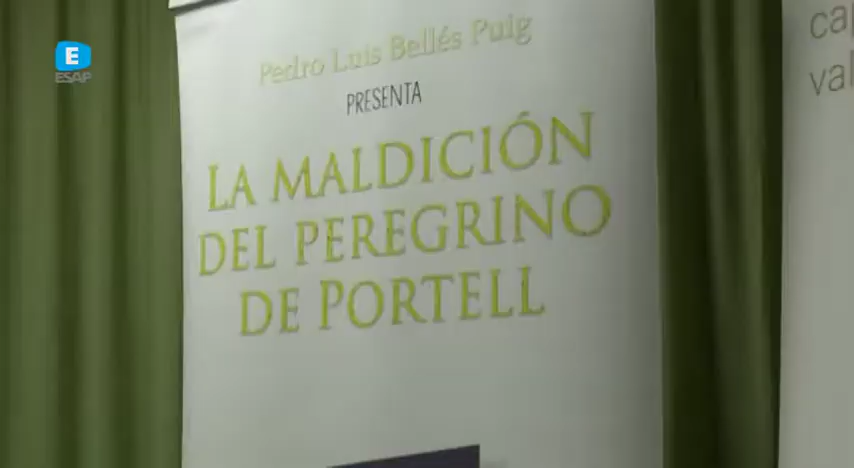 E
ESAP
Pedro Luis Bellés Puig
PRESENTA
LA MALDICIÓN
DEL PEREGRINO
DE PORTELL